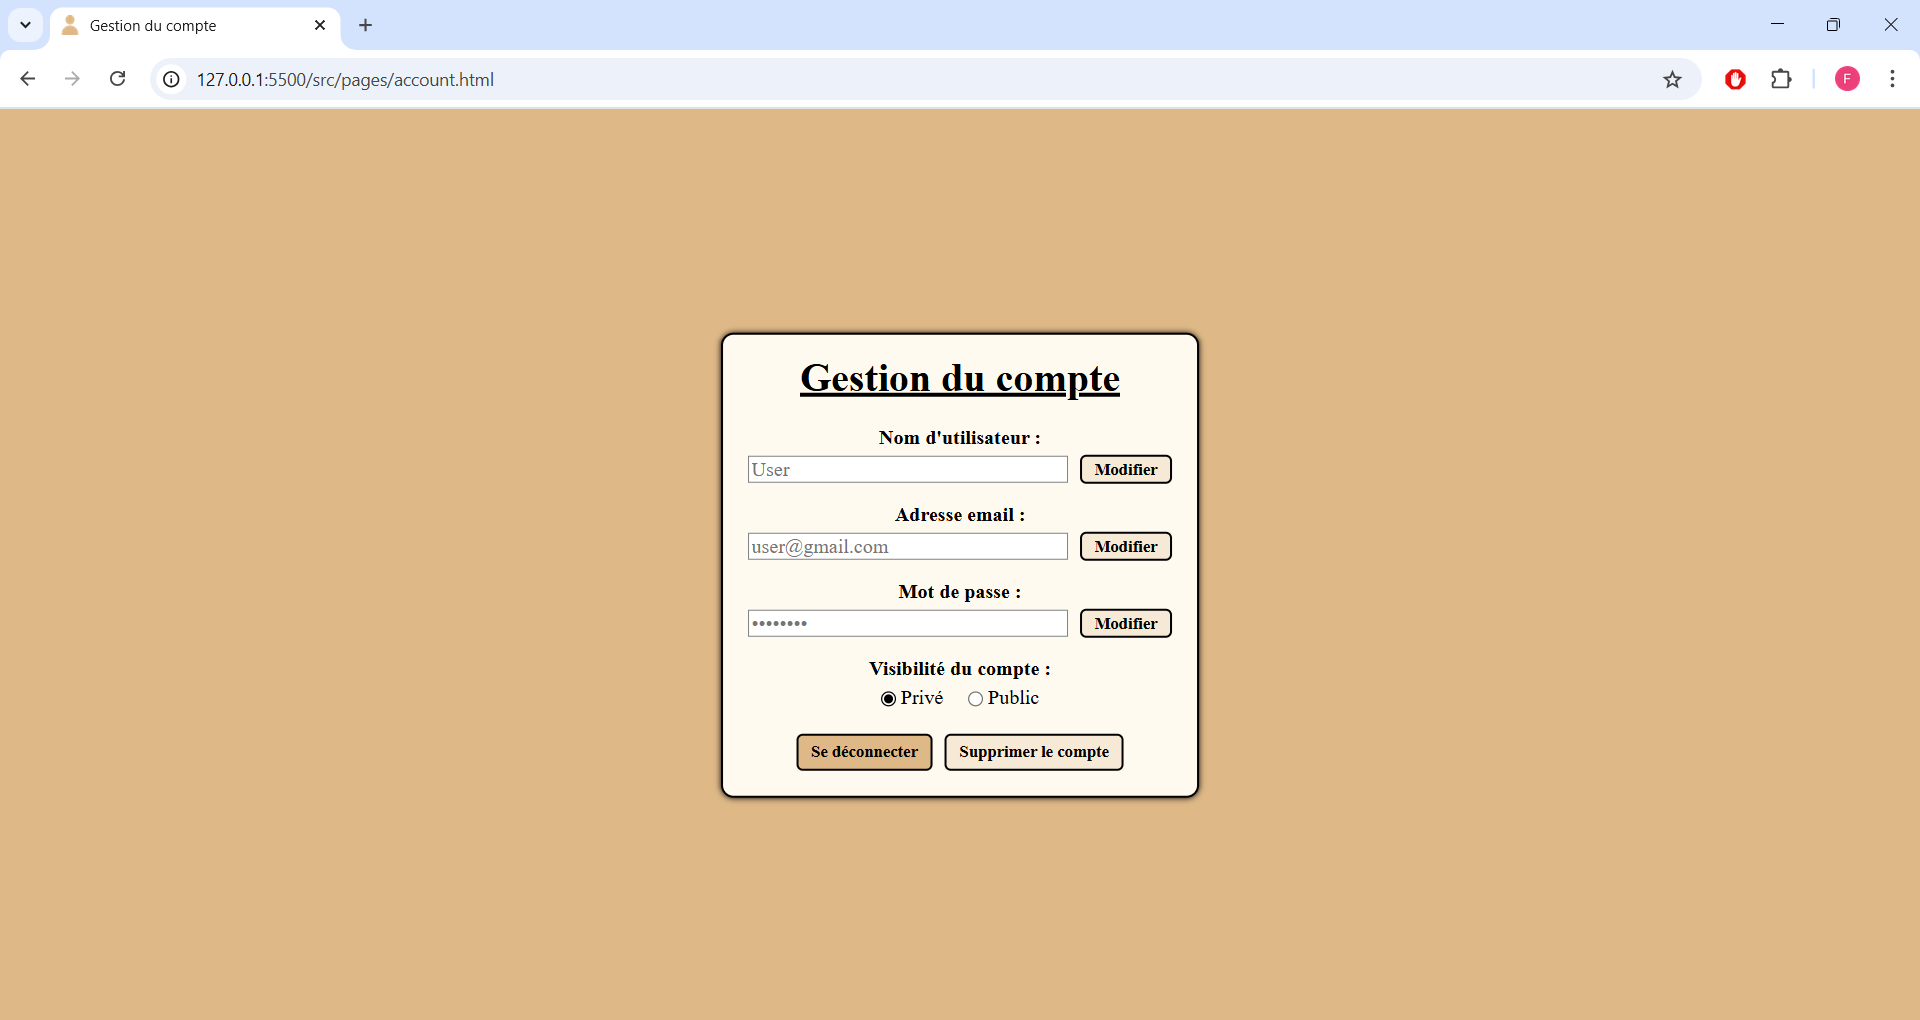 Gestion du compte
127.0.0.1:5500/src/pages/account.html
F
Gestion du compte
Nom d'utilisateur :
User Modifier
Adresse email :
user@gmail.com Modifier
Mot de passe :
•••••••• Modifier
Visibilité du compte :
Privé Public
Se déconnecter Supprimer le compte